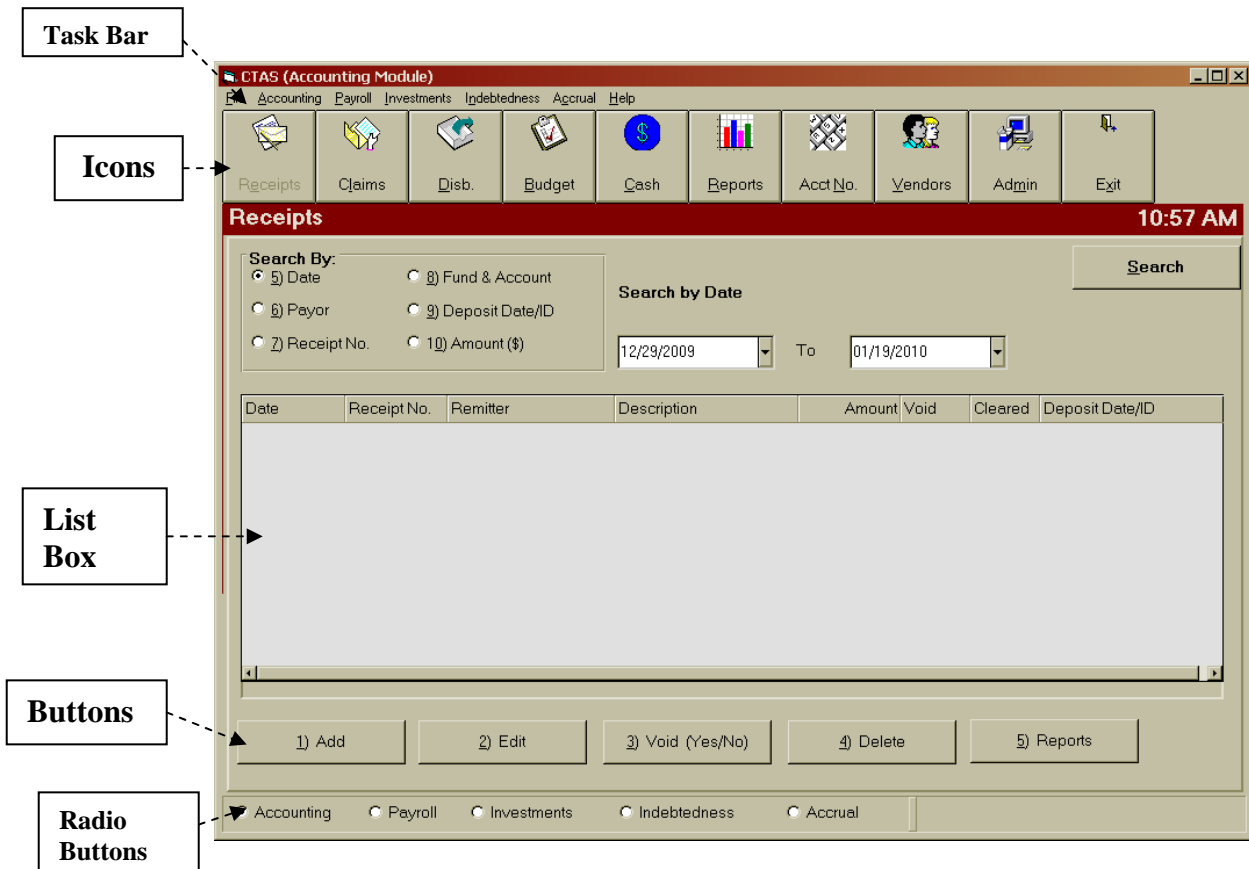 Task Bar
CTAS (Accounting Module)
Accounting Payroll Investments Indebtedness Accrual Help
Icons
Receipts Claims Disb. Budget Cash Reports Acct No. Vendors Admin Exit
Receipts 10:57 AM
Search By:
5) Date 8) Fund & Account
6) Payor 9) Deposit Date/ID
7) Receipt No. 10) Amount ($)
Search by Date
Search
12/29/2009 To 01/19/2010
Date Receipt No. Remitter Description Amount Void Cleared Deposit Date/ID
List
Box
Buttons
1) Add 2) Edit 3) Void (Yes/No) 4) Delete 5) Reports
Radio
Buttons
Accounting Payroll Investments Indebtedness Accrual